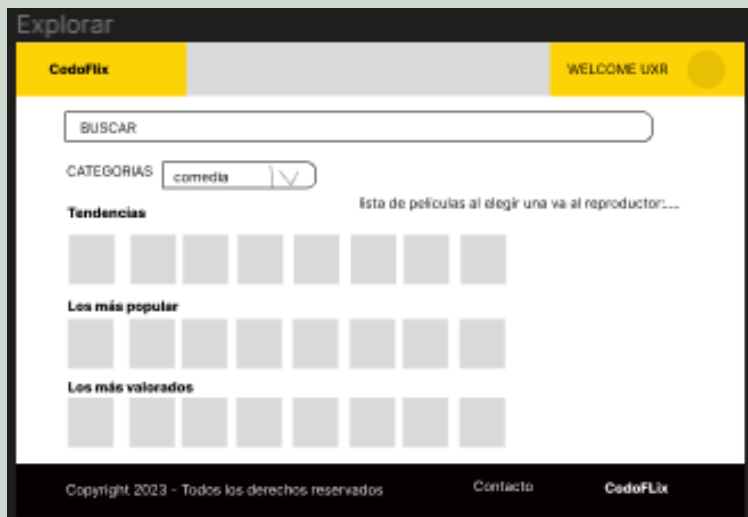 Explorar
CodoFlix
WELCOME UXR
BUSCAR
CATEGORIAS comedia
lista de peliculas al elegir una va al reproductor:....
Tendencias
Los más popular
Los más valorados
Copyright 2023 - Todos los derechos reservados Contacto CodoFLix